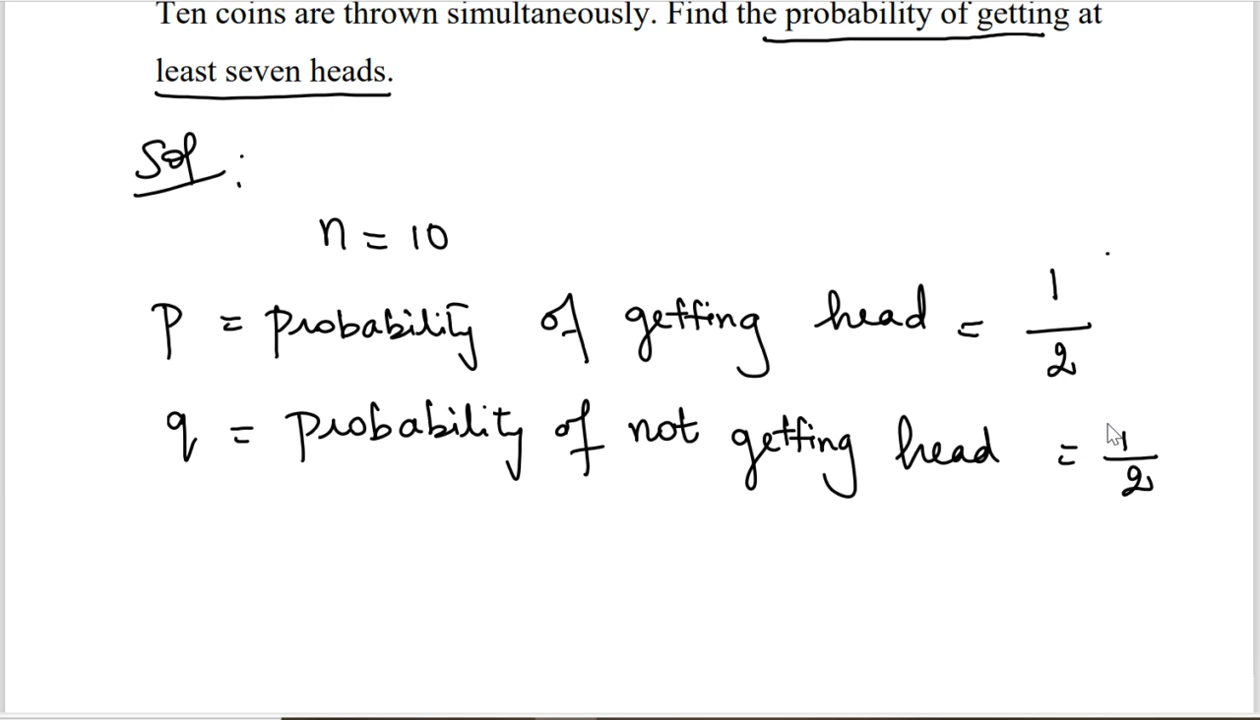 Ten coins are thrown simultaneously. Find the probability of getting at
least seven heads.
Sol :
n = 10
P = probability of getting head = 1/2
q = probability of not getting head = 1/2